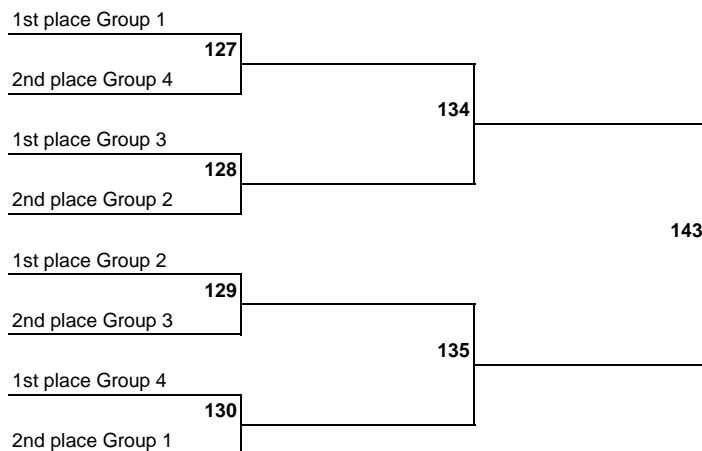 1st place Group 1
127
2nd place Group 4
134
1st place Group 3
128
2nd place Group 2
143
1st place Group 2
129
2nd place Group 3
135
1st place Group 4
130
2nd place Group 1